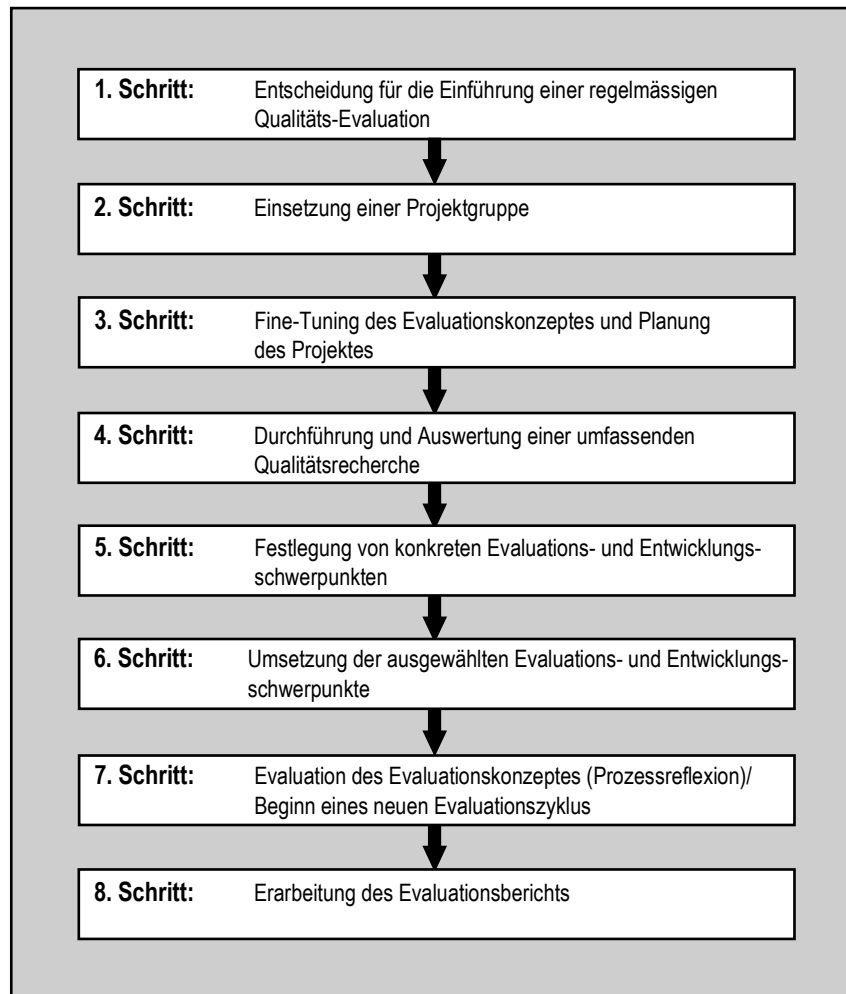 1. Schritt: Entscheidung für die Einführung einer regelmässigen
Qualitäts-Evaluation
2. Schritt: Einsetzung einer Projektgruppe
3. Schritt: Fine-Tuning des Evaluationskonzeptes und Planung
des Projektes
4. Schritt: Durchführung und Auswertung einer umfassenden
Qualitätsrecherche
5. Schritt: Festlegung von konkreten Evaluations- und Entwicklungs-
schwerpunkten
6. Schritt: Umsetzung der ausgewählten Evaluations- und Entwicklungs-
schwerpunkte
7. Schritt: Evaluation des Evaluationskonzeptes (Prozessreflexion)/
Beginn eines neuen Evaluationszyklus
8. Schritt: Erarbeitung des Evaluationsberichts